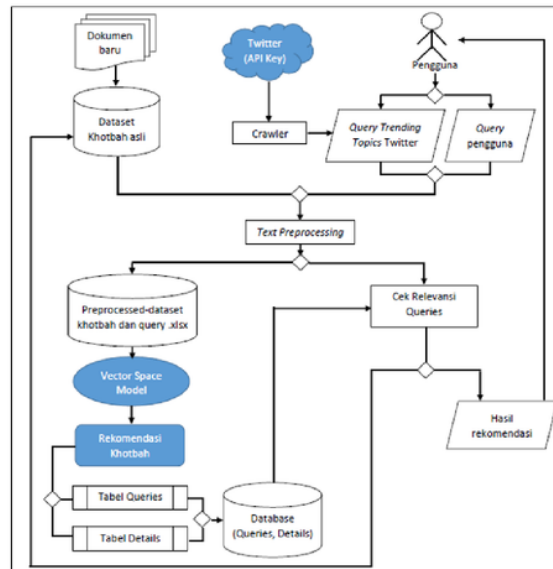 Dokumen
baru
Twitter
(API Key)
Pengguna
Dataset
Khotbah asli
Crawler
Query Trending
Topics Twitter
Query
pengguna
Text Preprocessing
Preprocessed-dataset
khotbah dan query .xlsx
Cek Relevansi
Queries
Vector Space
Model
Rekomendasi
Khotbah
Hasil
rekomendasi
Tabel Queries
Tabel Details
Database
(Queries, Details)